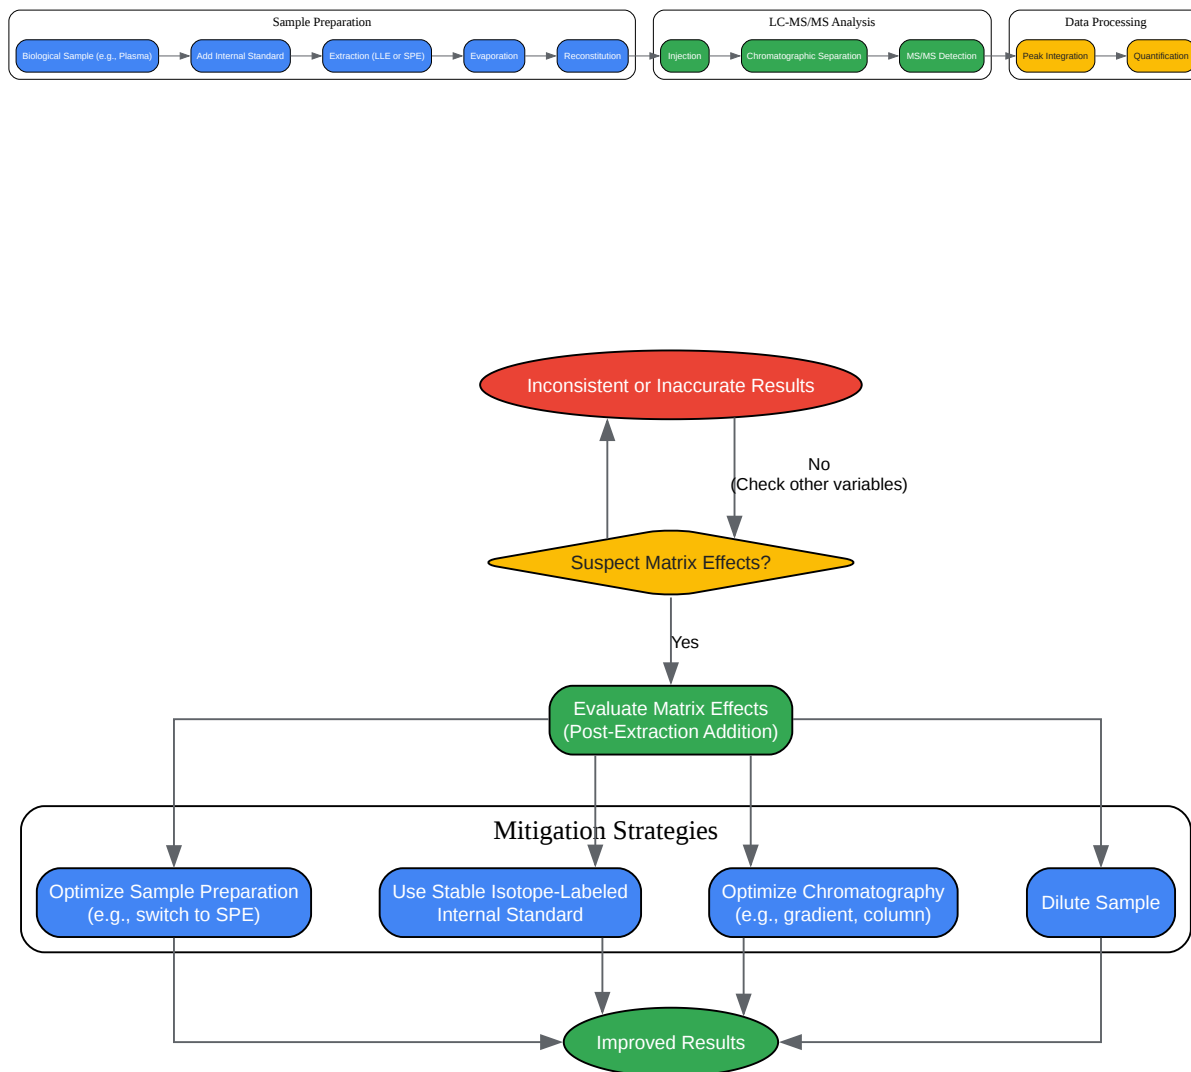 Sample Preparation
LC-MS/MS Analysis
Data Processing
Biological Sample (e.g., Plasma)
Add Internal Standard
Extraction (LLE or SPE)
Evaporation
Reconstitution
Injection
Chromatographic Separation
MS/MS Detection
Peak Integration
Quantification
Inconsistent or Inaccurate Results
No
(Check other variables)
Suspect Matrix Effects?
Yes
Evaluate Matrix Effects
(Post-Extraction Addition)
Mitigation Strategies
Optimize Sample Preparation
(e.g., switch to SPE)
Use Stable Isotope-Labeled
Internal Standard
Optimize Chromatography
(e.g., gradient, column)
Dilute Sample
Improved Results